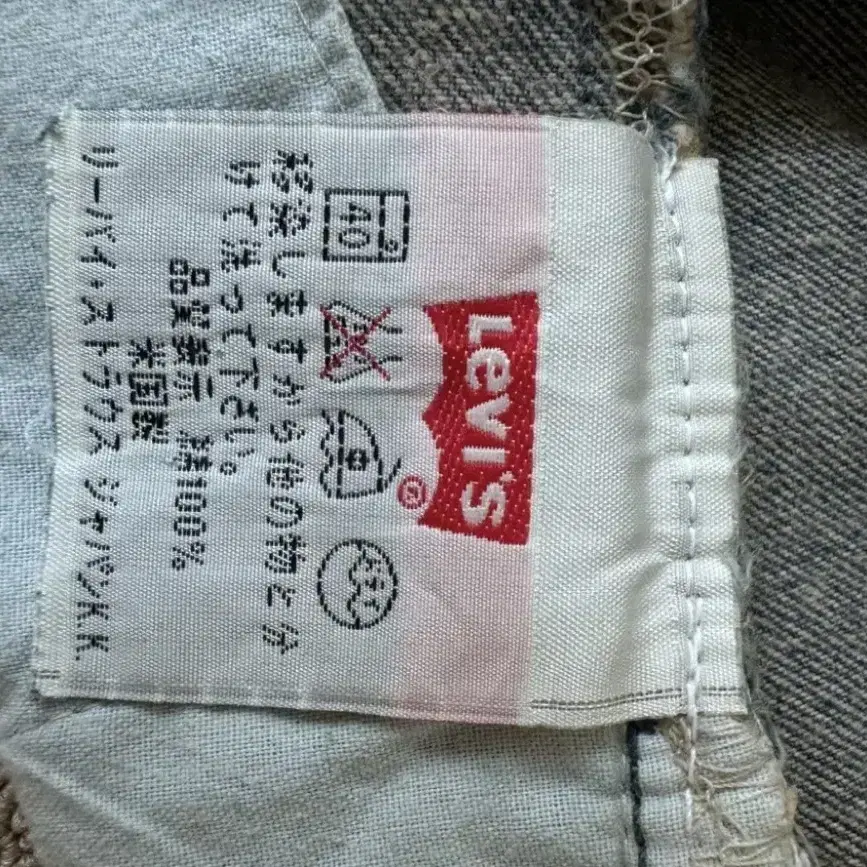 Levi's
®
40
移染しますから他の物と分
けて洗って下さい。
品質表示 綿100%
米国製
リーバイ・ストラウス ジャパンK.K.